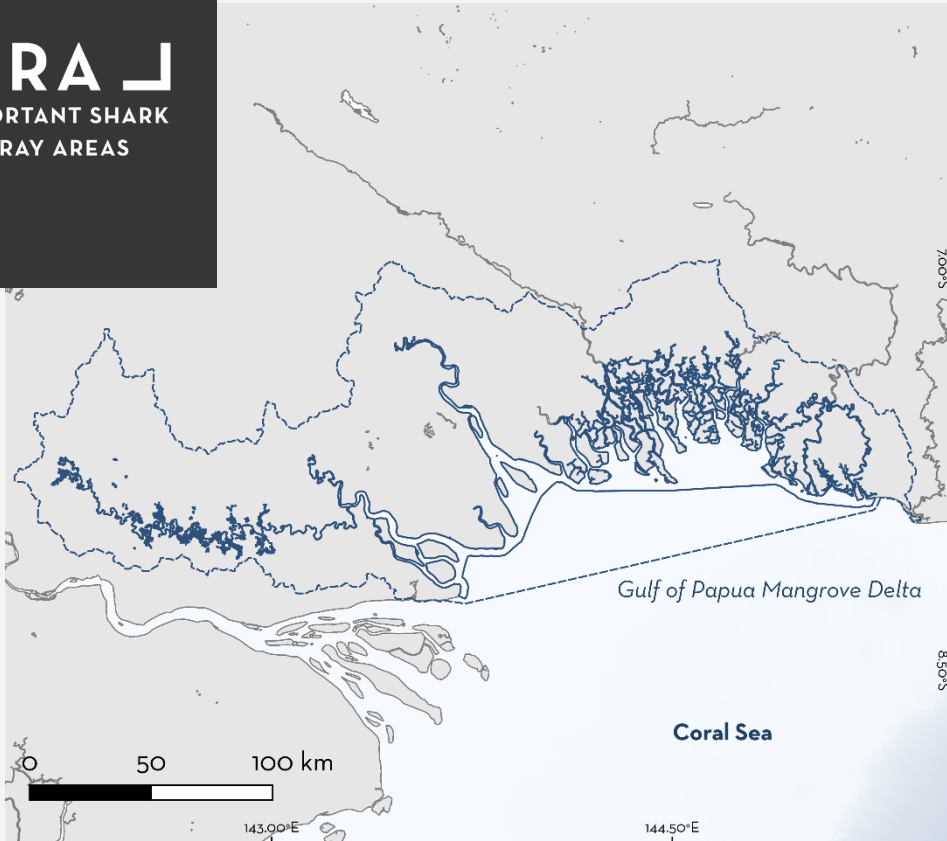 RA
ORTANT SHARK
RAY AREAS
7.00°S
Gulf of Papua Mangrove Delta
8.50°S
Coral Sea
0 50 100 km
143.00°E 144.50°E